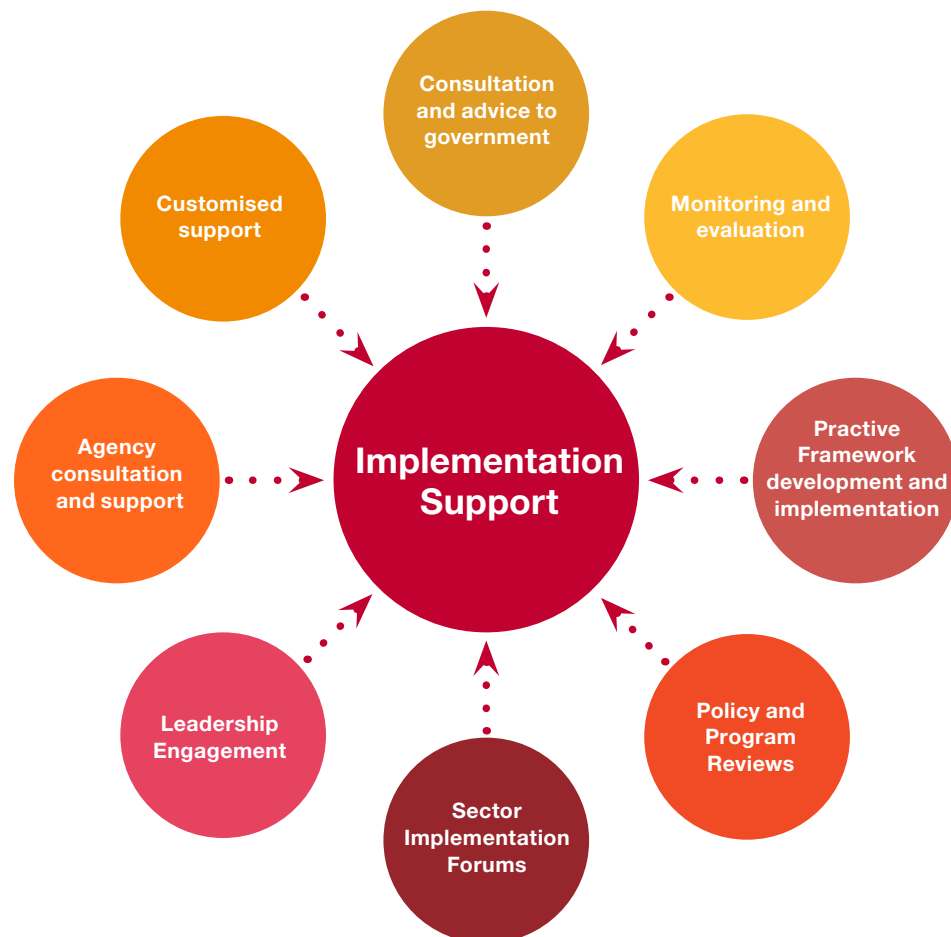 Consultation
and advice to
government
Monitoring and
evaluation
Practive
Framework
development and
implementation
Policy and
Program
Reviews
Sector
Implementation
Forums
Leadership
Engagement
Agency
consultation
and support
Customised
support
Implementation
Support